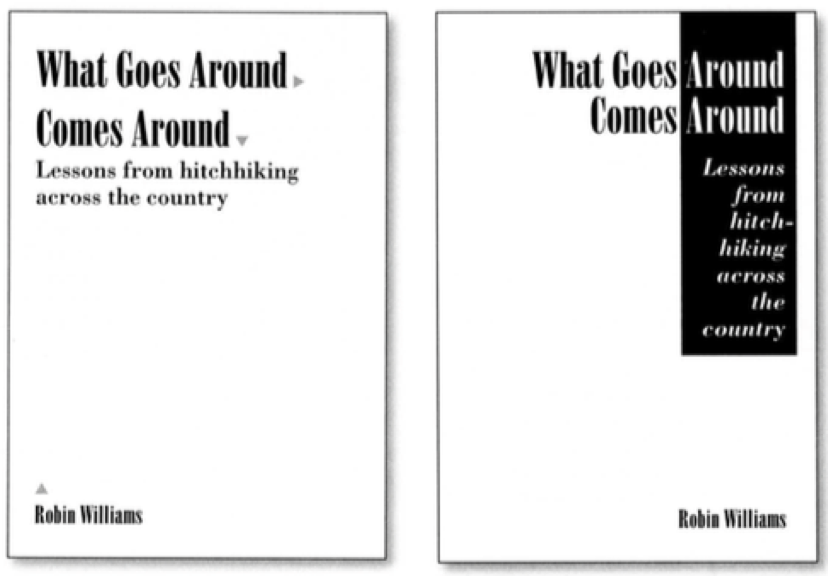 What Goes Around
Comes Around
Lessons from hitchhiking
across the country
Robin Williams
What Goes Around
Comes Around
Lessons
from
hitch-
hiking
across
the
country
Robin Williams